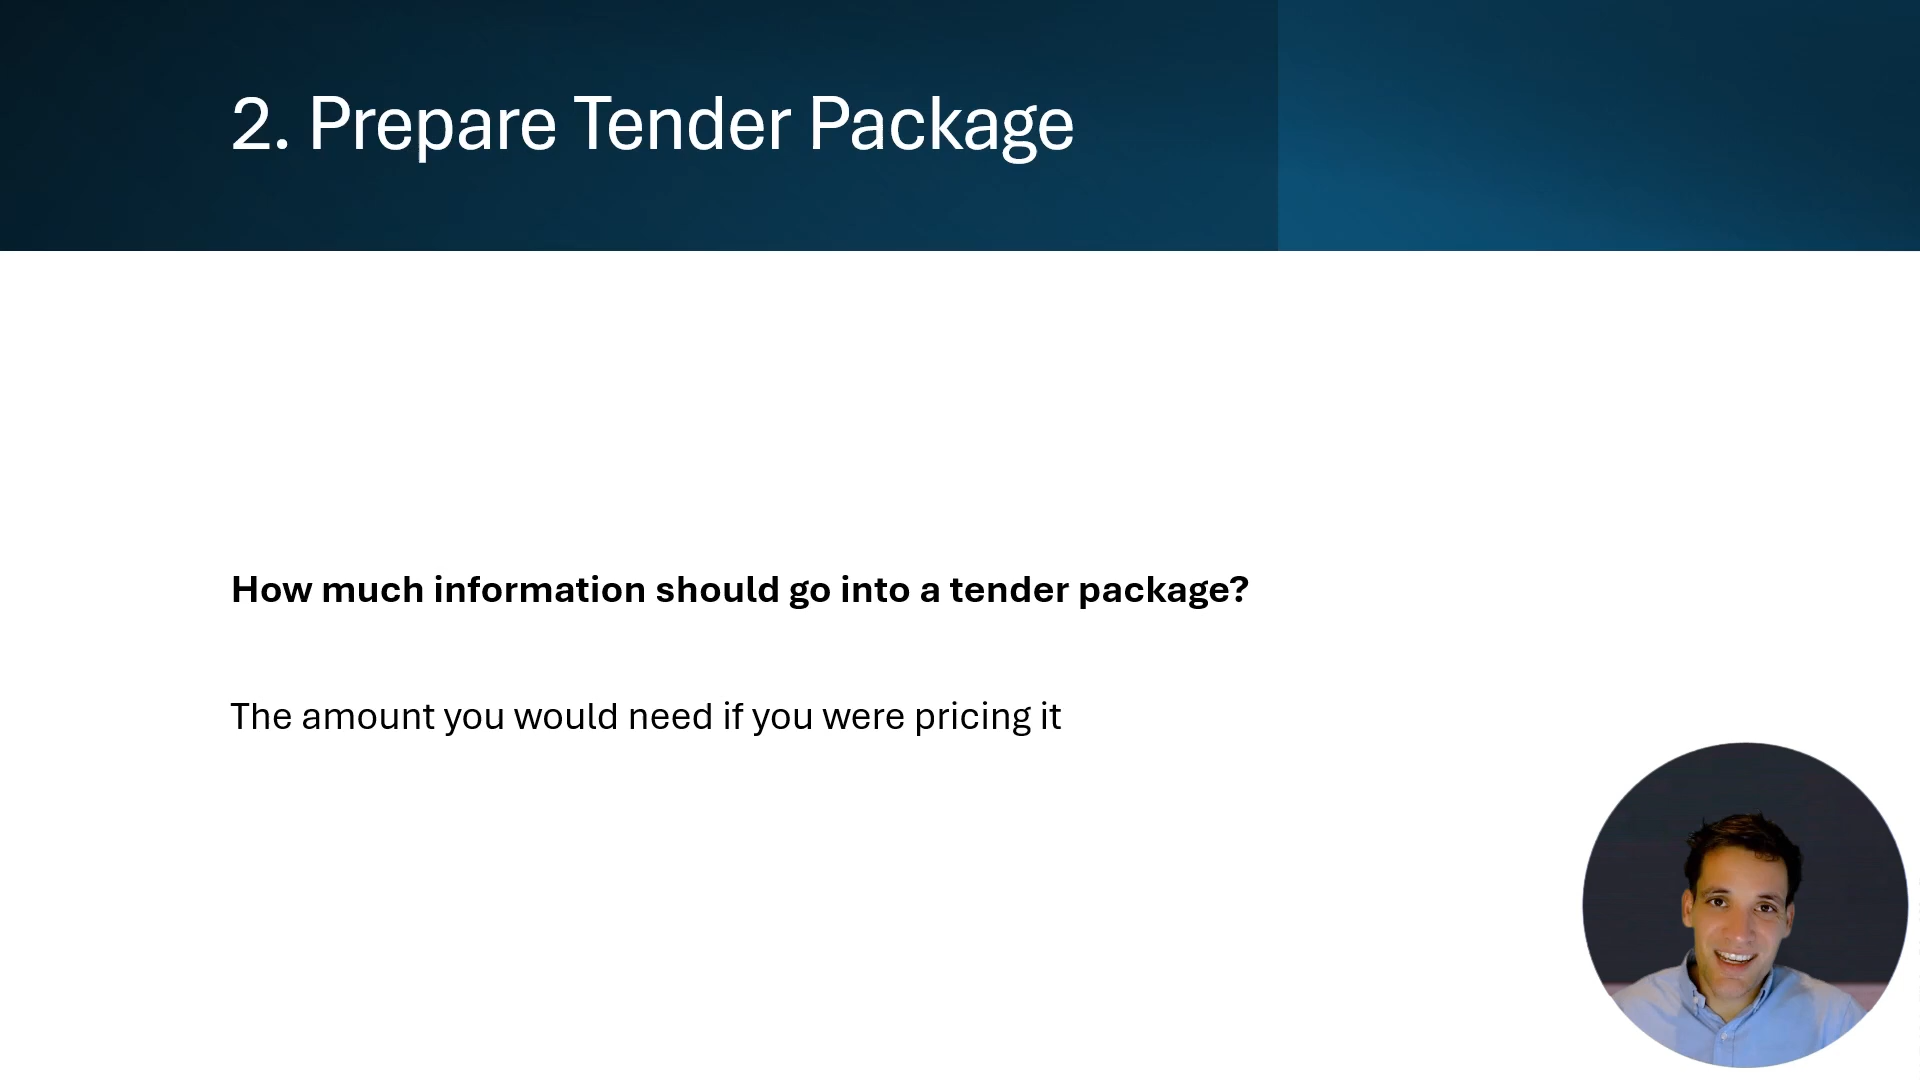 2. Prepare Tender Package
How much information should go into a tender package?
The amount you would need if you were pricing it